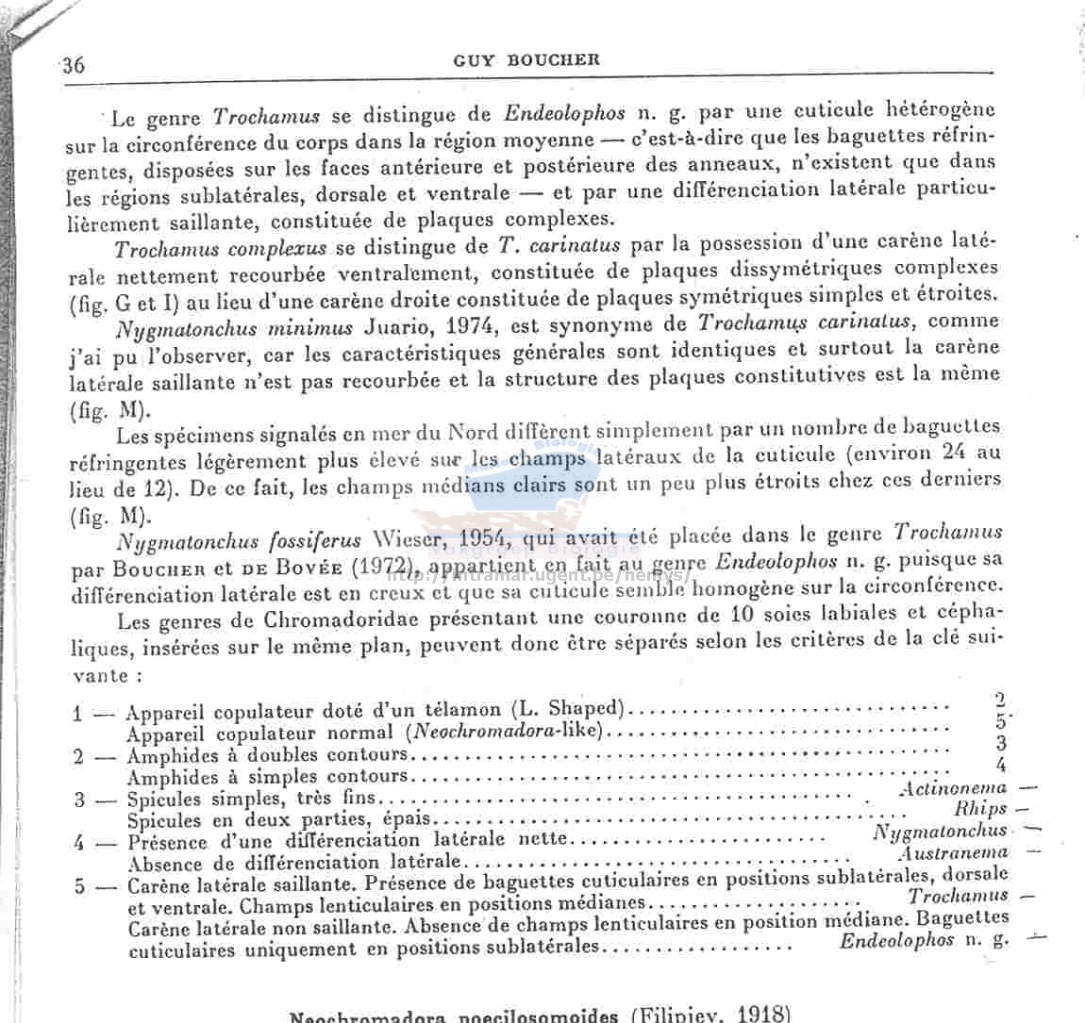 36
GUY BOUCHER
Le genre Trochamus se distingue de Endeolophos n. g. par une cuticule hétérogène
sur la circonférence du corps dans la région moyenne — c'est-à-dire que les baguettes réfrin-
gentes, disposées sur les faces antérieure et postérieure des anneaux, n'existent que dans
les régions sublatérales, dorsale et ventrale — et par une différenciation latérale particu-
lièrement saillante, constituée de plaques complexes.
Trochamus complexus se distingue de T. carinatus par la possession d'une carène laté-
rale nettement recourbée ventralement, constituée de plaques dissymétriques complexes
(fig. G et I) au lieu d'une carène droite constituée de plaques symétriques simples et étroites.
Nygmatonchus minimus Juario, 1974, est synonyme de Trochamus carinatus, comme
j'ai pu l'observer, car les caractéristiques générales sont identiques et surtout la carène
latérale saillante n'est pas recourbée et la structure des plaques constitutives est la même
(fig. M).
Les spécimens signalés en mer du Nord diffèrent simplement par un nombre de baguettes
réfringentes légèrement plus élevé sur les champs latéraux de la cuticule (environ 24 au
lieu de 12). De ce fait, les champs médians clairs sont un peu plus étroits chez ces derniers
(fig. M).
Nygmatonchus fossiferus Wieser, 1954, qui avait été placée dans le genre Trochamus
par BOUCHER et DE BOVÉE (1972), appartient en fait au genre Endeolophos n. g. puisque sa
vakgroep biologie
http://intramar.ugent.be/nemys/
différenciation latérale est en creux et que sa cuticule semble homogène sur la circonférence.
Les genres de Chromadoridae présentant une couronne de 10 soies labiales et cépha-
liques, insérées sur le même plan, peuvent donc être séparés selon les critères de la clé sui-
vante :
1 — Appareil copulateur doté d'un télamon (L. Shaped).............................. 2
Appareil copulateur normal (Neochromadora-like)................................ 5
2 — Amphides à doubles contours.................................................. 3
Amphides à simples contours.................................................. 4
3 — Spicules simples, très fins............................................ Actinonema —
Spicules en deux parties, épais............................................ Rhips —
4 — Présence d'une différenciation latérale nette........................ Nygmatonchus —
Absence de différenciation latérale.................................... Austranema —
5 — Carène latérale saillante. Présence de baguettes cuticulaires en positions sublatérales, dorsale
et ventrale. Champs lenticulaires en positions médianes.................... Trochamus —
Carène latérale non saillante. Absence de champs lenticulaires en position médiane. Baguettes
cuticulaires uniquement en positions sublatérales.................. Endeolophos n. g. —
Neochromadora poecilosomoides (Filipjev, 1918)